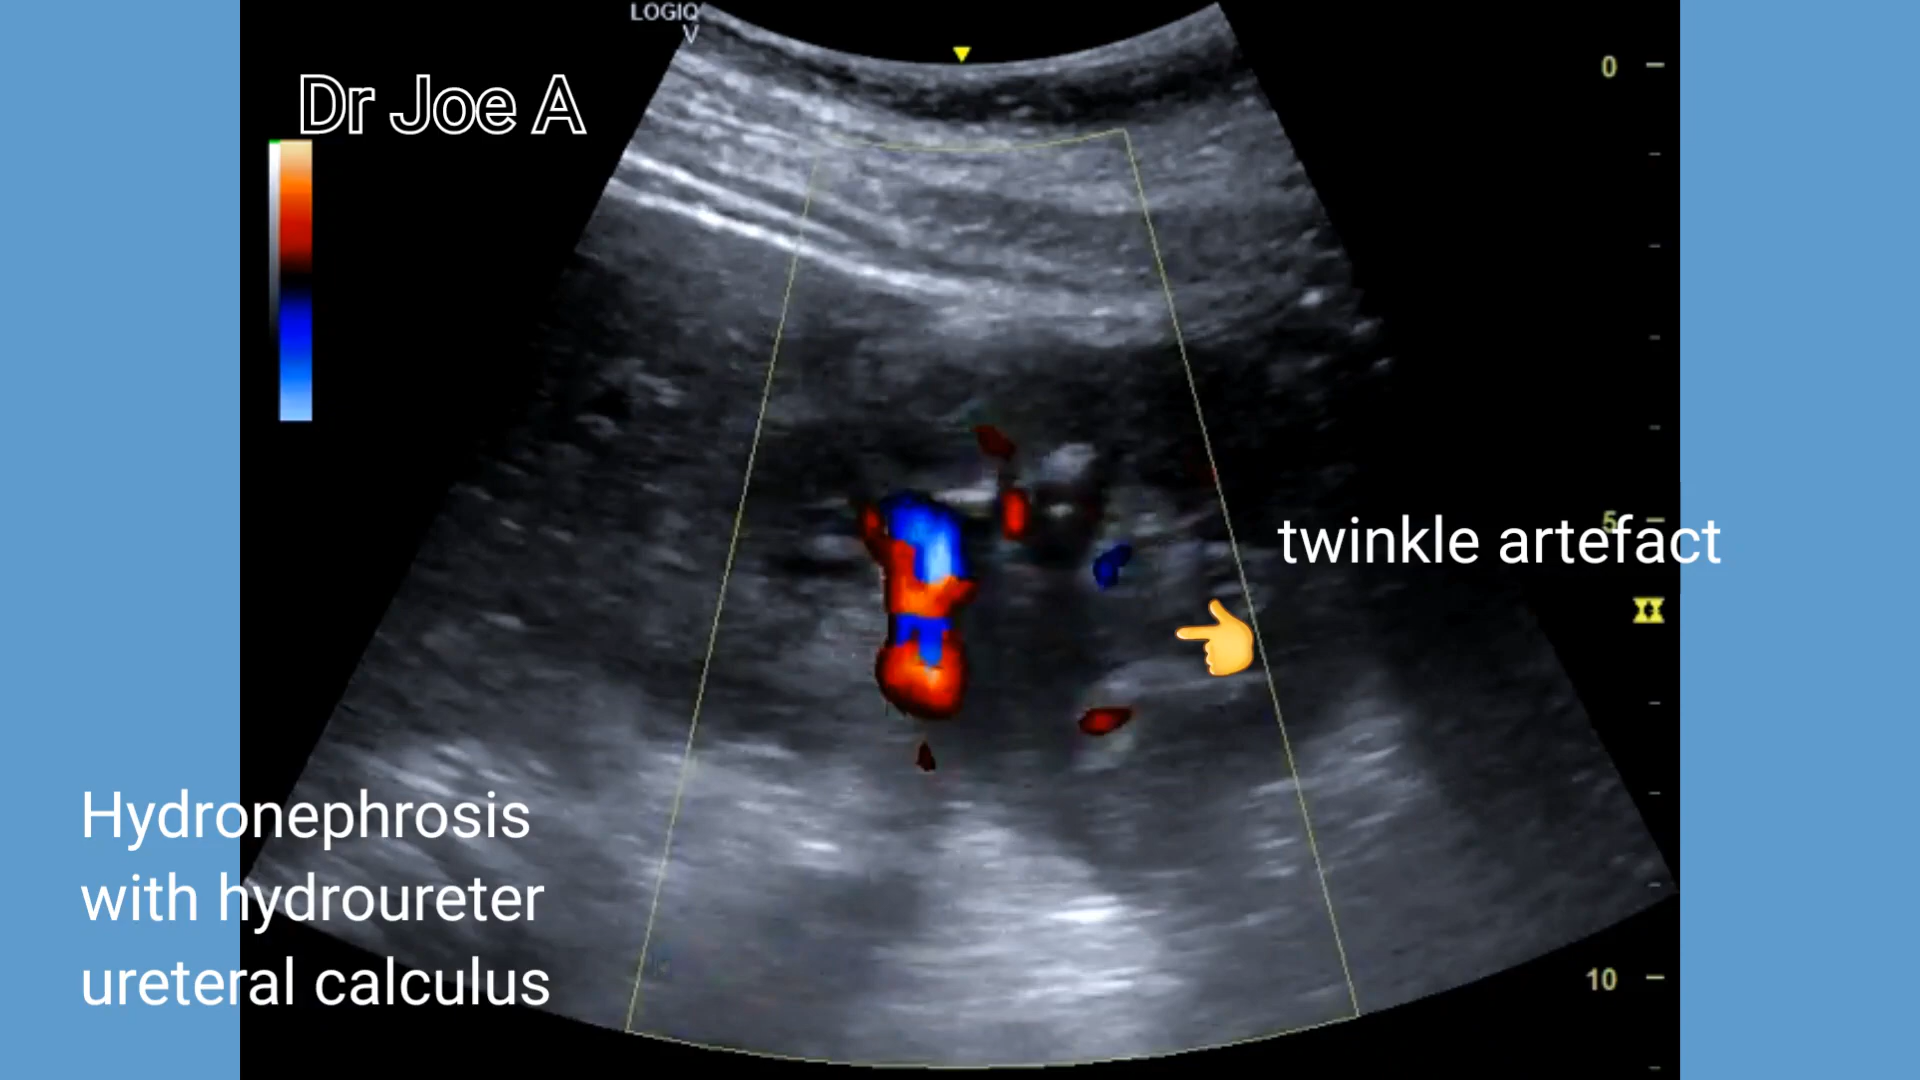 LOGIQ
V
Dr Joe A
0
5
twinkle artefact
Hydronephrosis
with hydroureter
ureteral calculus
10